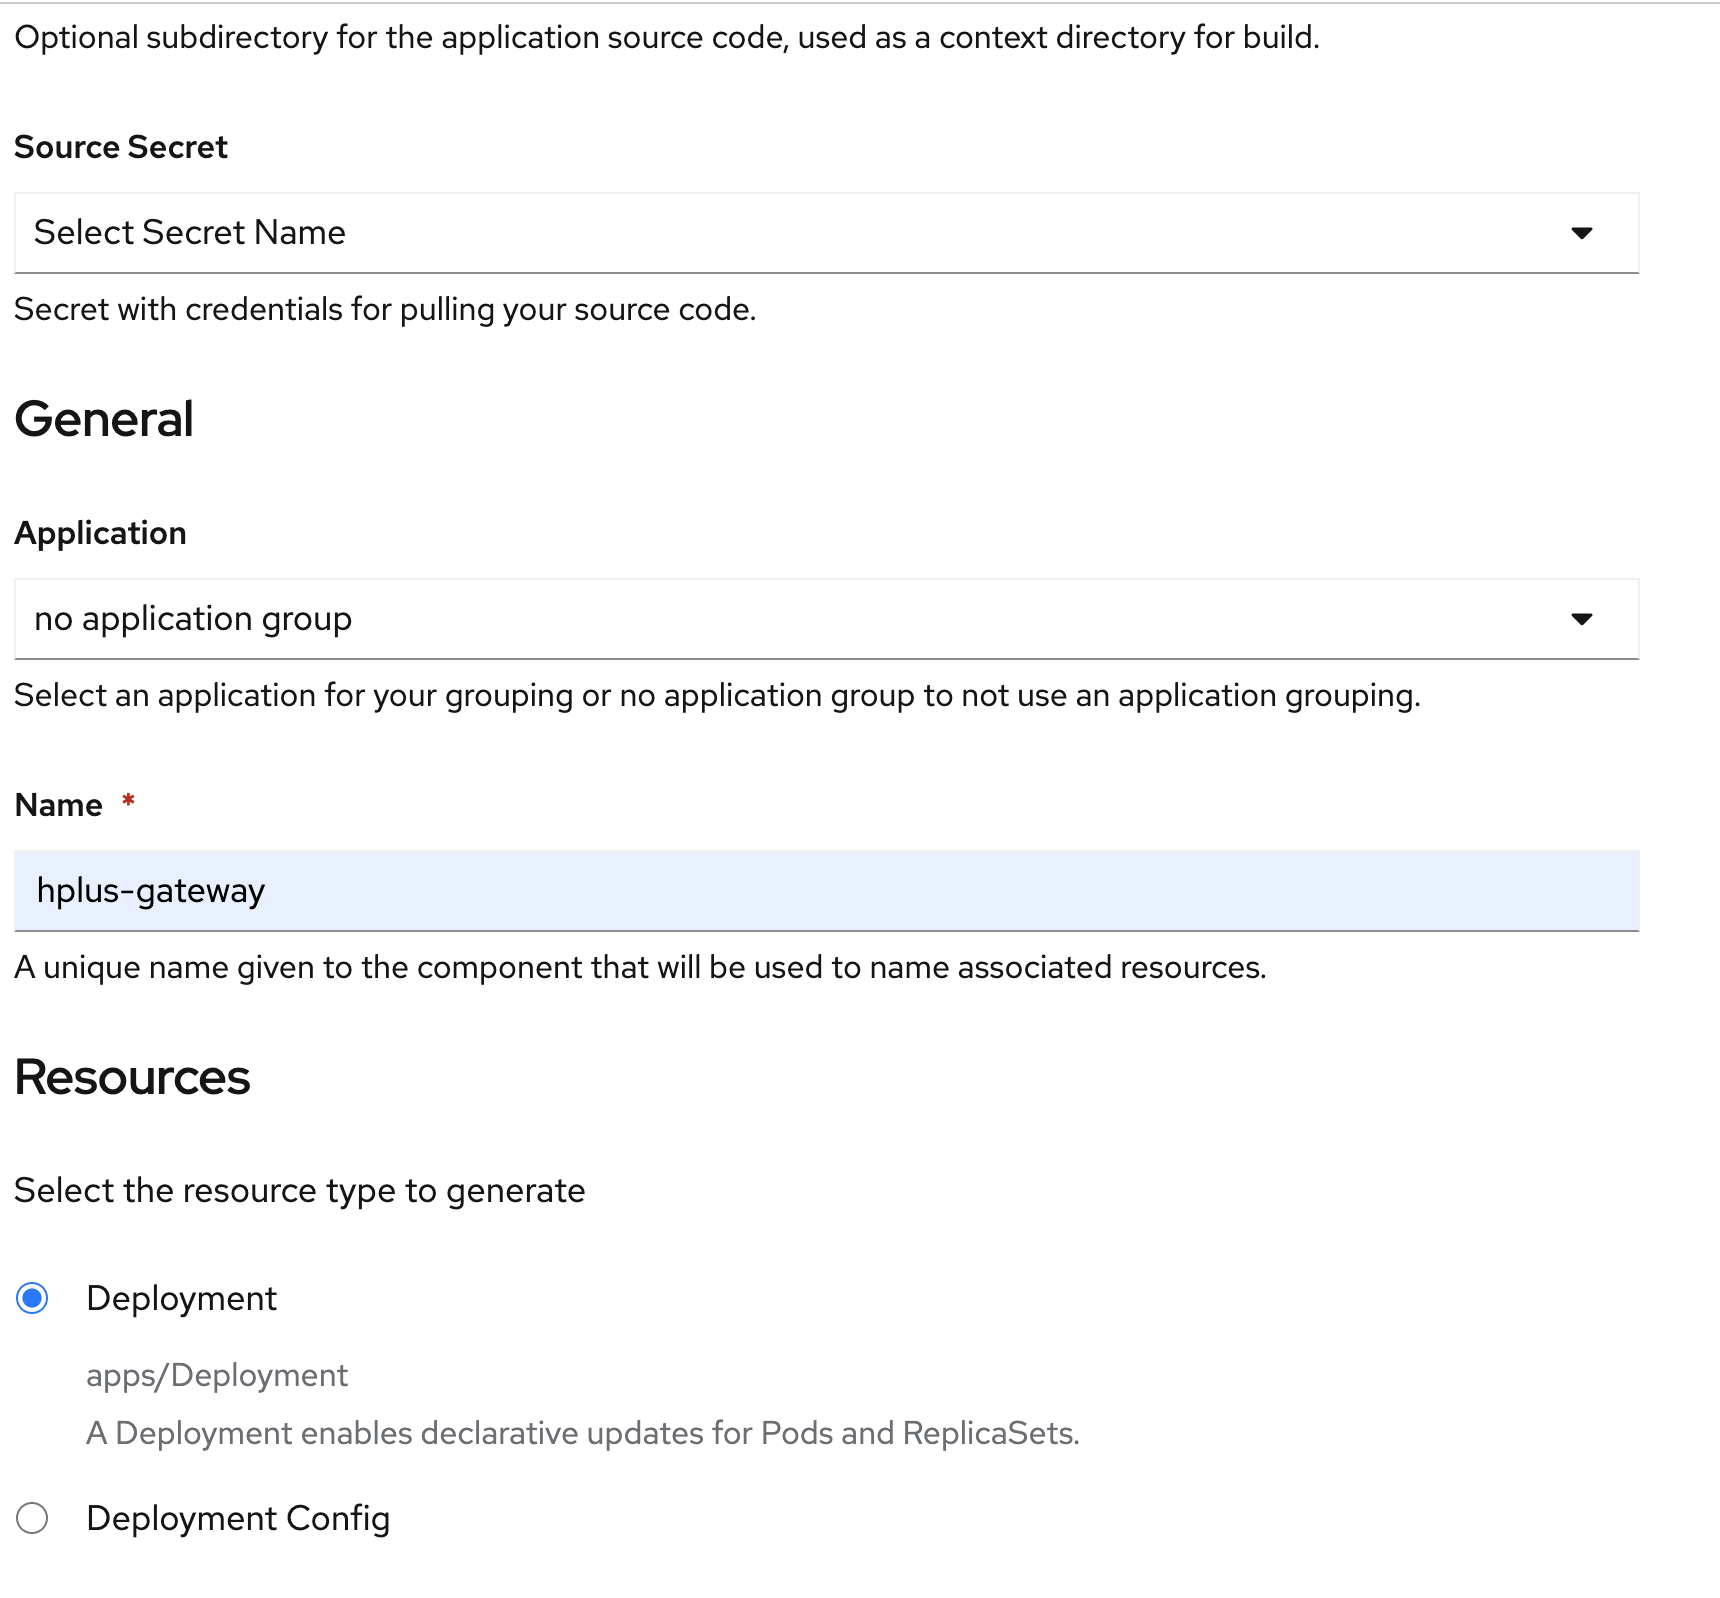 Optional subdirectory for the application source code, used as a context directory for build.
Source Secret
Select Secret Name
Secret with credentials for pulling your source code.
General
Application
no application group
Select an application for your grouping or no application group to not use an application grouping.
Name *
hplus-gateway
A unique name given to the component that will be used to name associated resources.
Resources
Select the resource type to generate
Deployment
apps/Deployment
A Deployment enables declarative updates for Pods and ReplicaSets.
Deployment Config